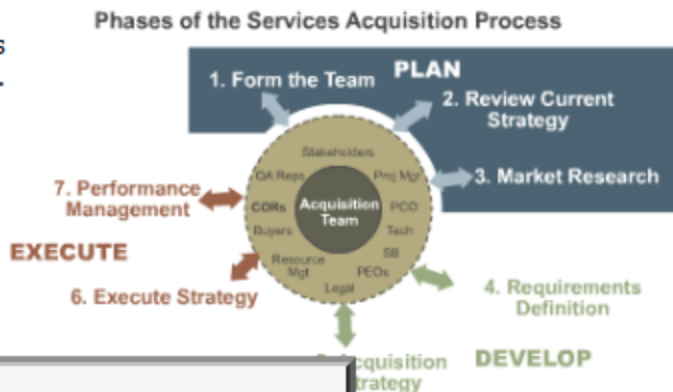 Phases of the Services Acquisition Process
s
.
PLAN
1. Form the Team
2. Review Current
Strategy
3. Market Research
Stakeholders
QA Reps
Proj Mgr
CORs
Acquisition
Team
PCO
Buyers
Tech
SB
Resource
Mgt
PEOs
Legal
7. Performance
Management
EXECUTE
6. Execute Strategy
4. Requirements
Definition
DEVELOP